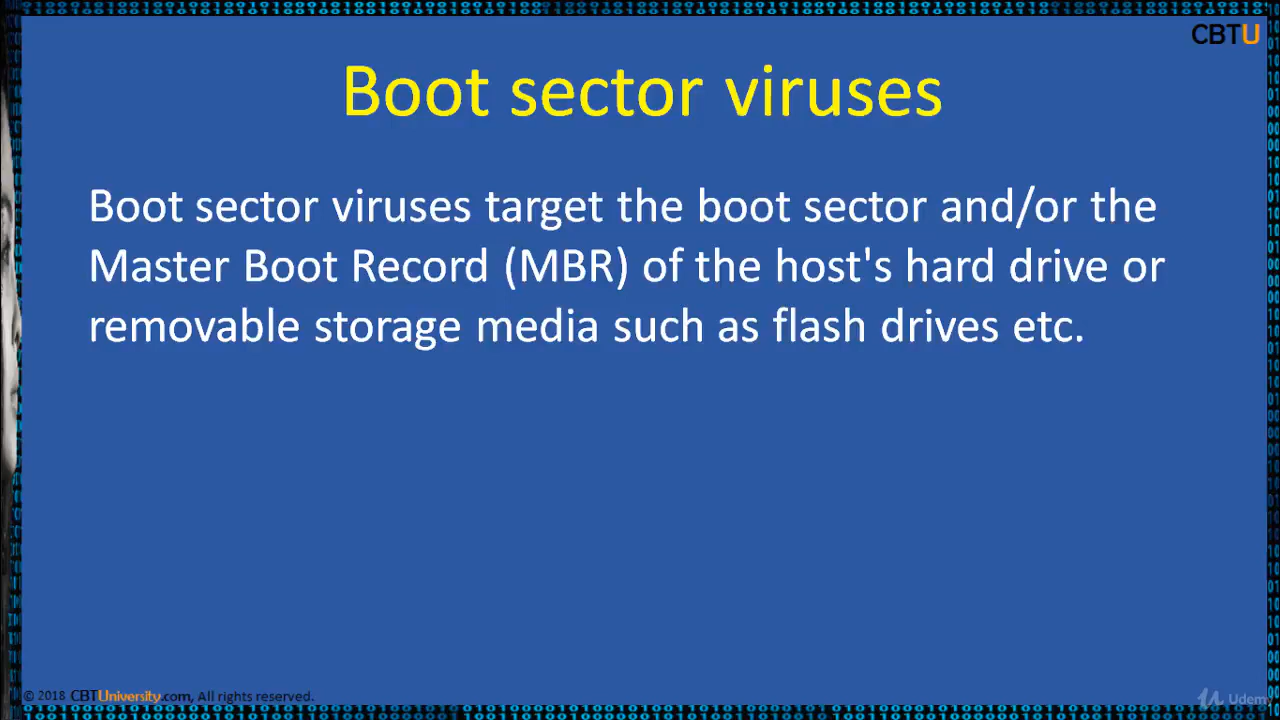 CBTU
Boot sector viruses
Boot sector viruses target the boot sector and/or the
Master Boot Record (MBR) of the host's hard drive or
removable storage media such as flash drives etc.
© 2018 CBTUniversity.com, All rights reserved.
Udemy